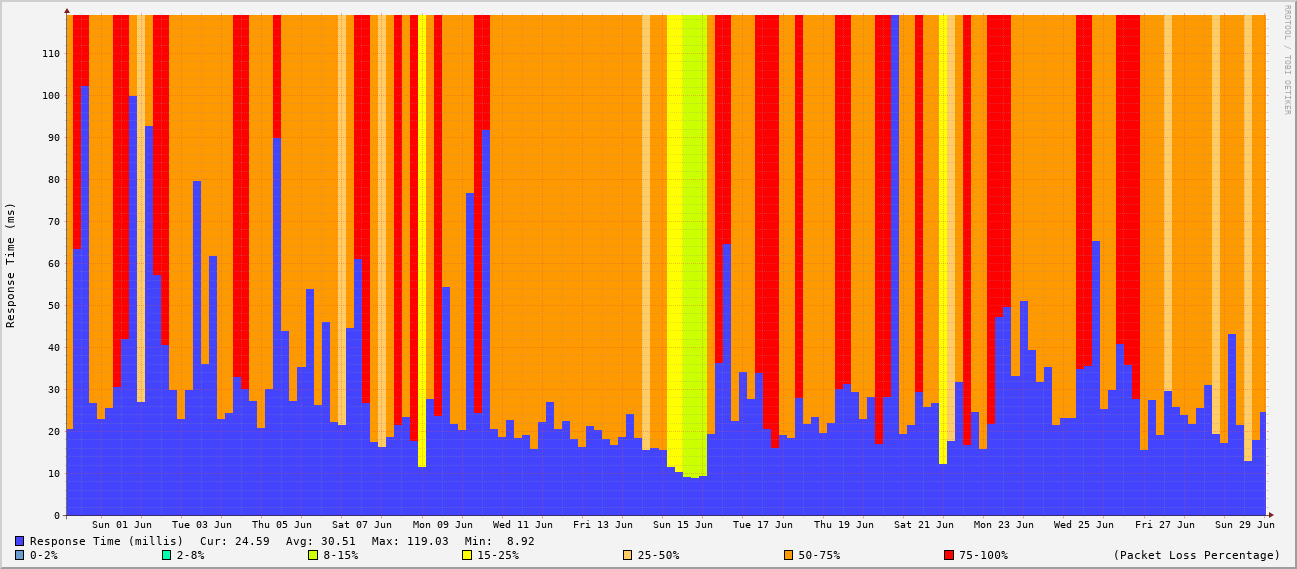 RRDTOOL / TOBI OETIKER
Response Time (ms)
110
100
90
80
70
60
50
40
30
20
10
0
Sun 01 Jun Tue 03 Jun Thu 05 Jun Sat 07 Jun Mon 09 Jun Wed 11 Jun Fri 13 Jun Sun 15 Jun Tue 17 Jun Thu 19 Jun Sat 21 Jun Mon 23 Jun Wed 25 Jun Fri 27 Jun Sun 29 Jun
Response Time (millis) Cur: 24.59 Avg: 30.51 Max: 119.03 Min: 8.92
0-2% 2-8% 8-15% 15-25% 25-50% 50-75% 75-100% (Packet Loss Percentage)